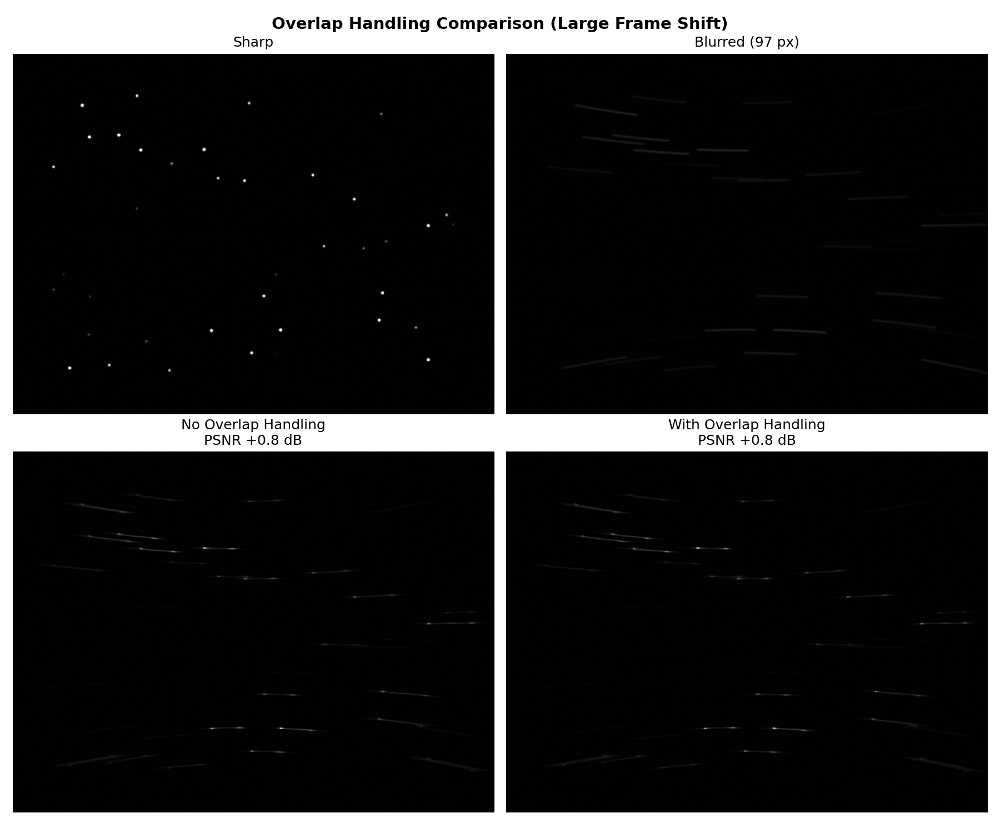 Overlap Handling Comparison (Large Frame Shift)
Sharp
Blurred (97 px)
No Overlap Handling
PSNR +0.8 dB
With Overlap Handling
PSNR +0.8 dB